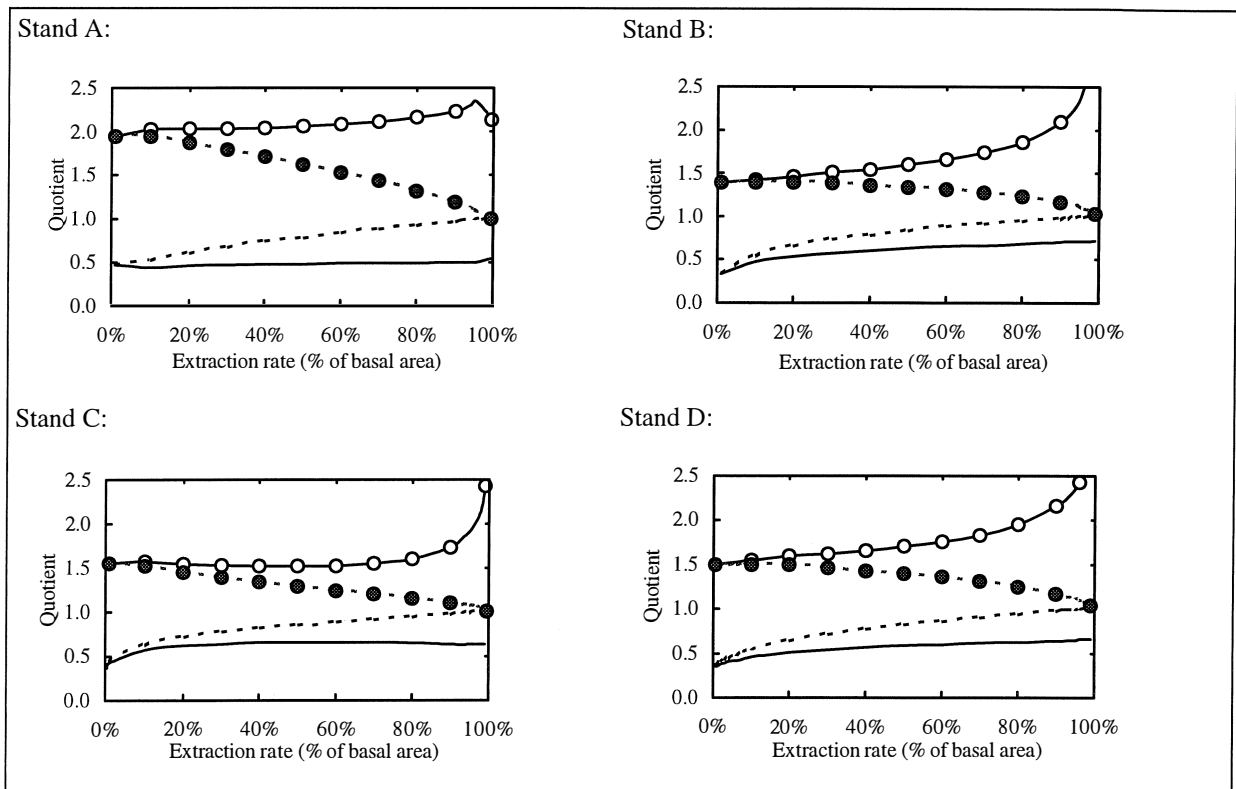 Stand A:
2.5
2.0
1.5
1.0
0.5
0.0
Quotient
0% 20% 40% 60% 80% 100%
Extraction rate (% of basal area)
Stand B:
2.5
2.0
1.5
1.0
0.5
0.0
Quotient
0% 20% 40% 60% 80% 100%
Extraction rate (% of basal area)
Stand C:
2.5
2.0
1.5
1.0
0.5
0.0
Quotient
0% 20% 40% 60% 80% 100%
Extraction rate (% of basal area)
Stand D:
2.5
2.0
1.5
1.0
0.5
0.0
Quotient
0% 20% 40% 60% 80% 100%
Extraction rate (% of basal area)